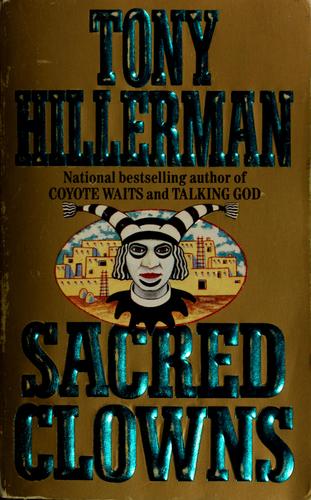 TONY
HILLERMAN
National bestselling author of
COYOTE WAITS and TALKING GOD
SACRED
CLOWNS